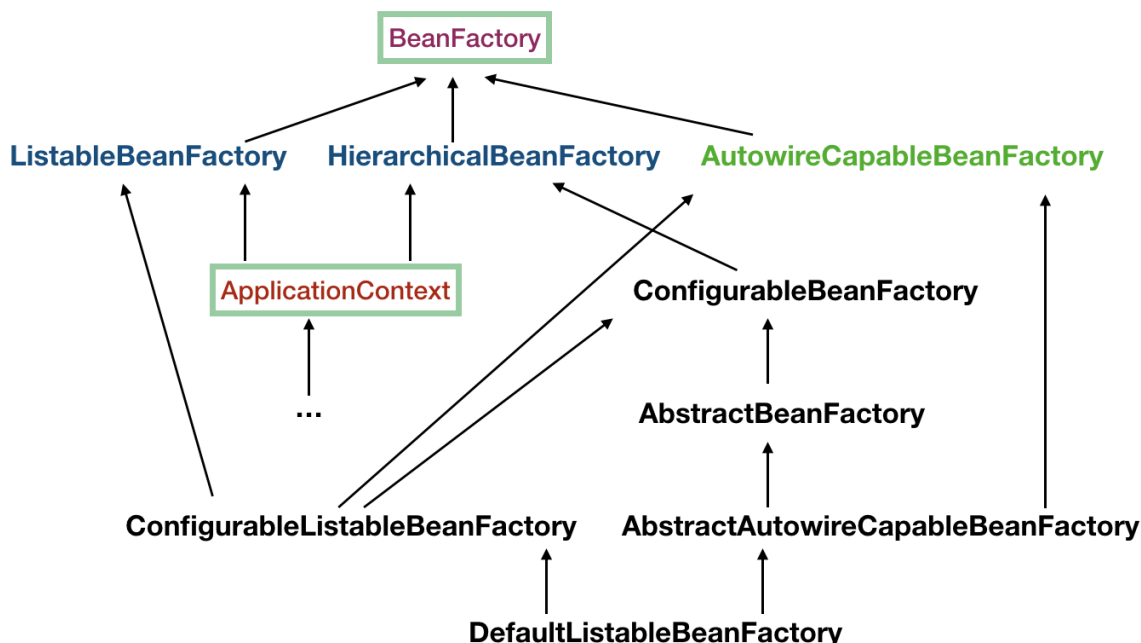 BeanFactory
ListableBeanFactory
HierarchicalBeanFactory
AutowireCapableBeanFactory
ApplicationContext
ConfigurableBeanFactory
...
AbstractBeanFactory
ConfigurableListableBeanFactory
AbstractAutowireCapableBeanFactory
DefaultListableBeanFactory